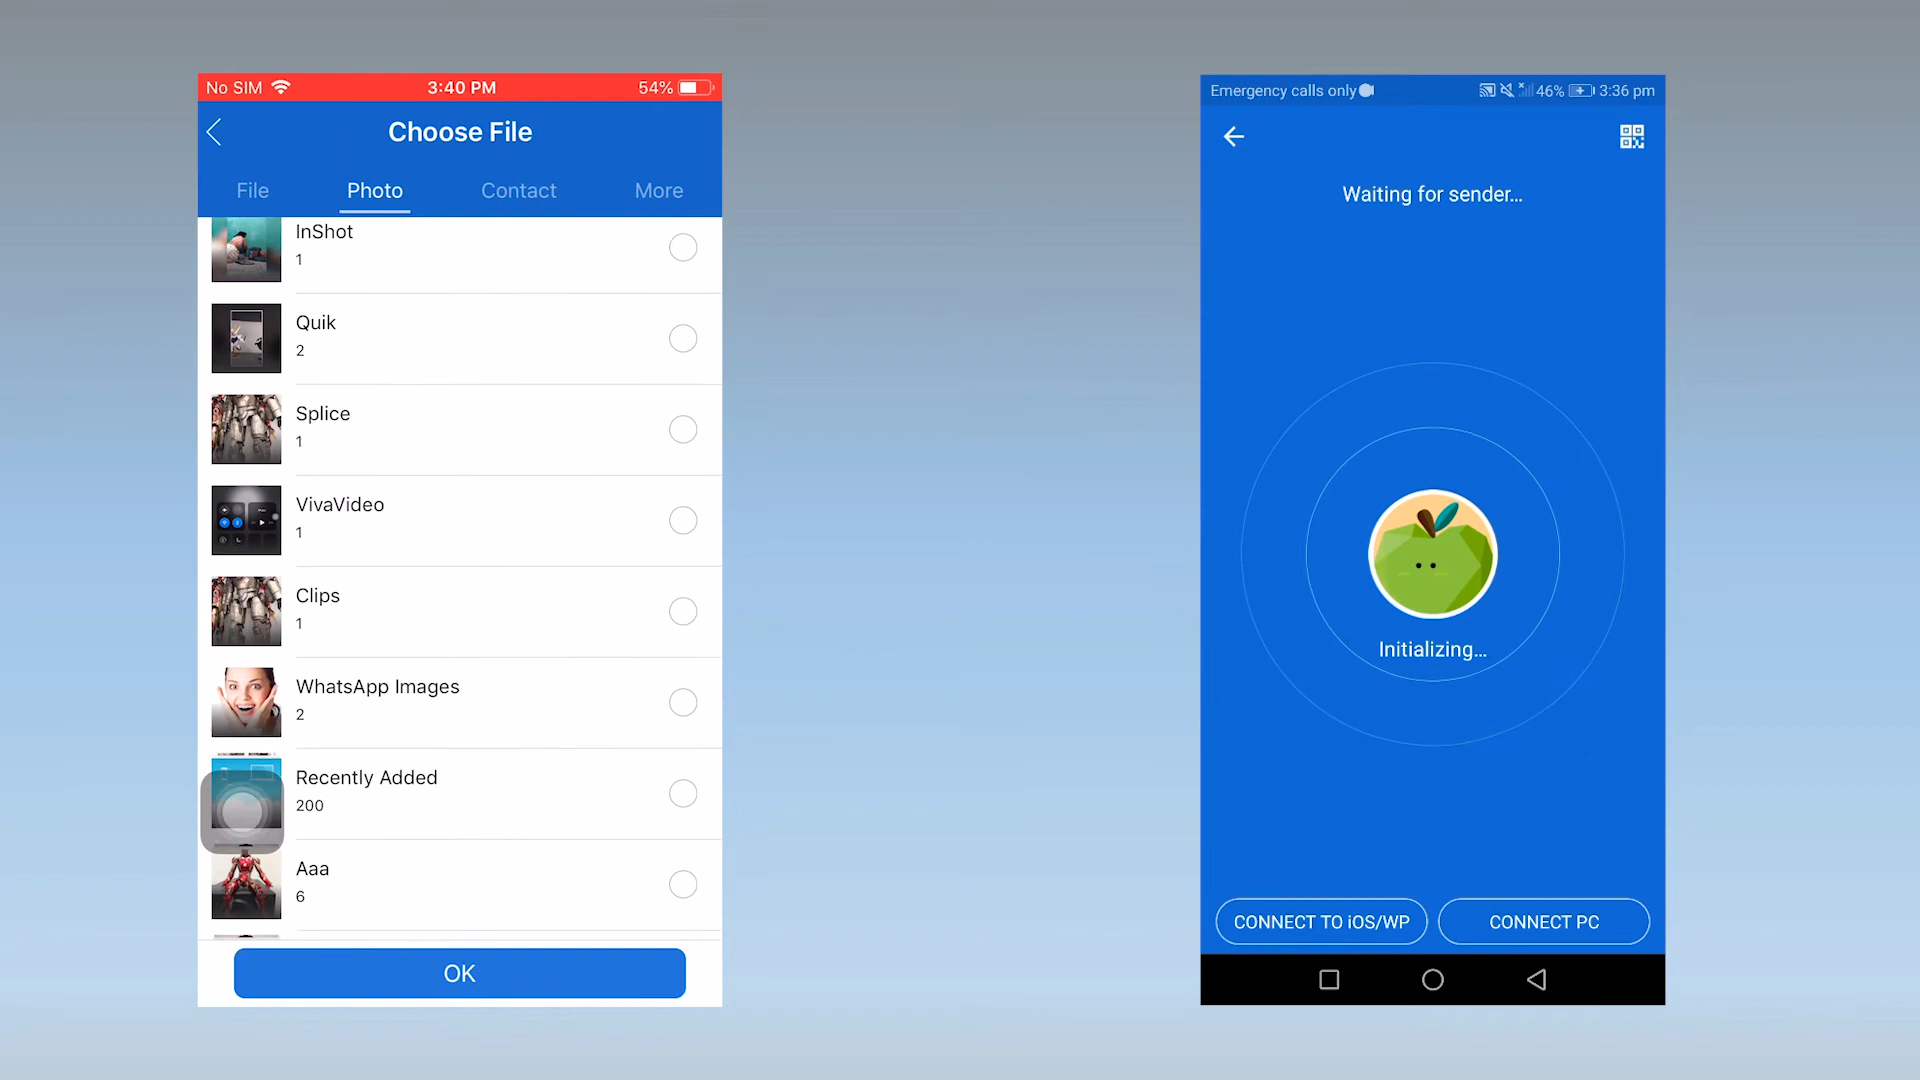 No SIM 3:40 PM 54%
Choose File
File Photo Contact More
InShot
1
Quik
2
Splice
1
VivaVideo
1
Clips
1
WhatsApp Images
2
Recently Added
200
Aaa
6
OK
Emergency calls only 46% 3:36 pm
Waiting for sender...
Initializing...
CONNECT TO iOS/WP CONNECT PC